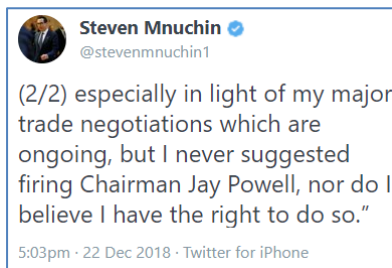 Steven Mnuchin
@stevenmnuchin1
(2/2) especially in light of my major
trade negotiations which are
ongoing, but I never suggested
firing Chairman Jay Powell, nor do I
believe I have the right to do so.”
5:03pm · 22 Dec 2018 · Twitter for iPhone